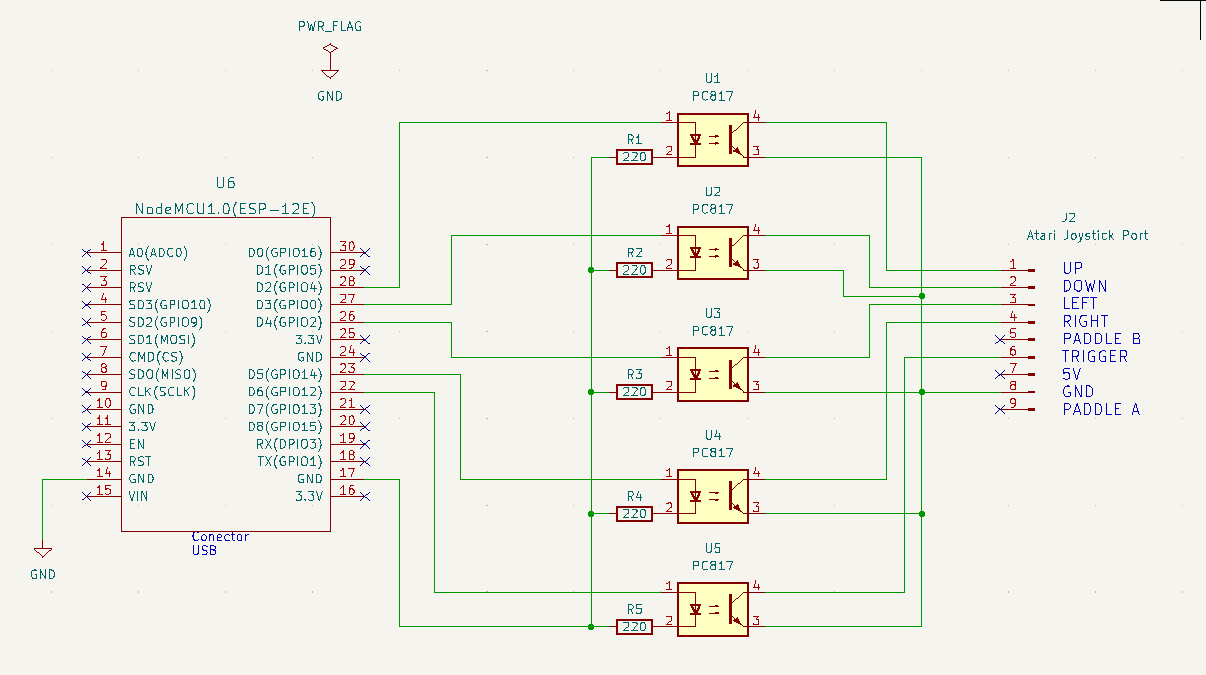 PWR_FLAG
GND
U6
NodeMCU1.0(ESP-12E)
1 A0(ADC0) D0(GPIO16) 30
2 RSV D1(GPIO5) 29
3 RSV D2(GPIO4) 28
4 SD3(GPIO10) D3(GPIO0) 27
5 SD2(GPIO9) D4(GPIO2) 26
6 SD1(MOSI) 3.3V 25
7 CMD(CS) GND 24
8 SD0(MISO) D5(GPIO14) 23
9 CLK(SCLK) D6(GPIO12) 22
10 GND D7(GPIO13) 21
11 3.3V D8(GPIO15) 20
12 EN RX(DPIO3) 19
13 RST TX(GPIO1) 18
14 GND GND 17
15 VIN 3.3V 16
Conector
USB
GND
U1
PC817
1 4
R1
220 2 3
U2
PC817
1 4
R2
220 2 3
U3
PC817
1 4
R3
220 2 3
U4
PC817
1 4
R4
220 2 3
U5
PC817
1 4
R5
220 2 3
J2
Atari Joystick Port
1 UP
2 DOWN
3 LEFT
4 RIGHT
5 PADDLE B
6 TRIGGER
7 5V
8 GND
9 PADDLE A